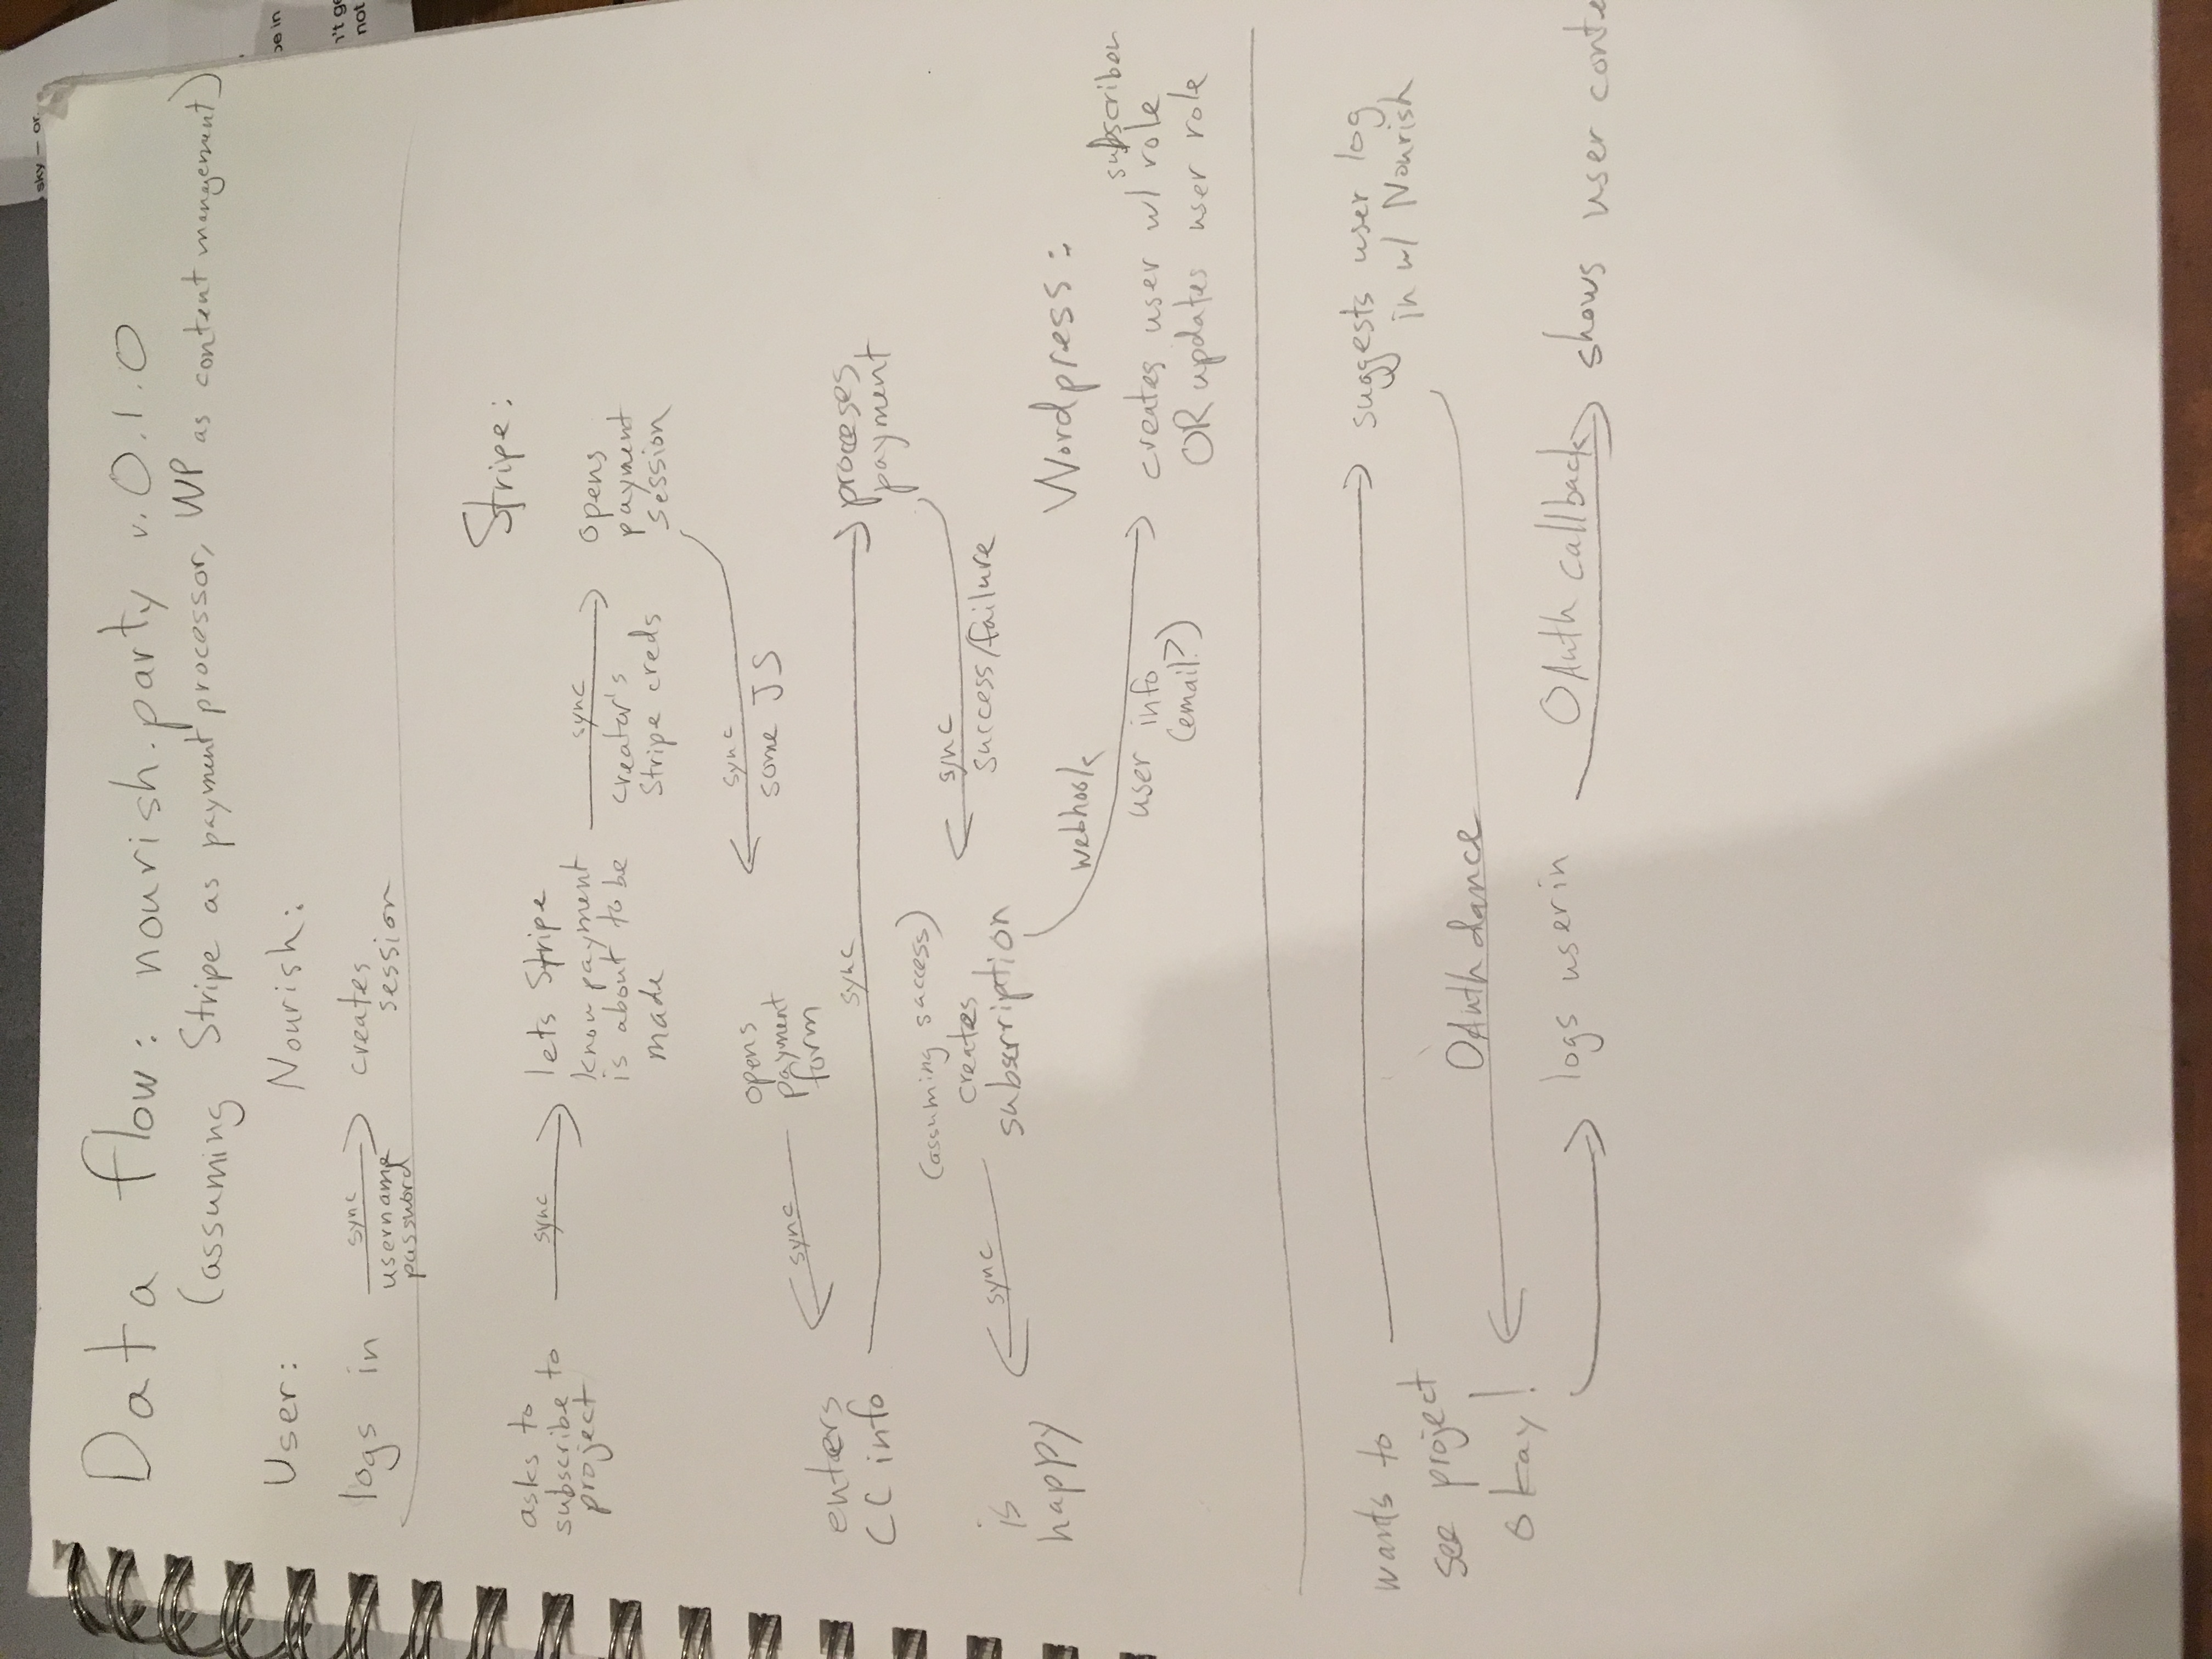 sky — or
Data flow: nourish.party v.0.1.0
(assuming Stripe as payment processor, WP as content management)
be in
User: Nourish:
n't ge
not
logs in sync creates
username session
password
Stripe:
asks to
subscribe to
project
sync
lets Stripe
know payment
is about to be
made
sync
creator's
Stripe creds
opens
payment
session
sync
some JS
opens
payment
form
sync
enters
CC info
sync
proceses
payment
sync
success/failure
(assuming success)
creates
subscription
sync
is
happy
webhook
user info
(email?)
Wordpress:
subscriber
creates user w/ role
OR updates user role
wants to
see project
suggests user log
in w/ Nourish
OAuth dance
okay!
logs user in
OAuth callback
shows user conte